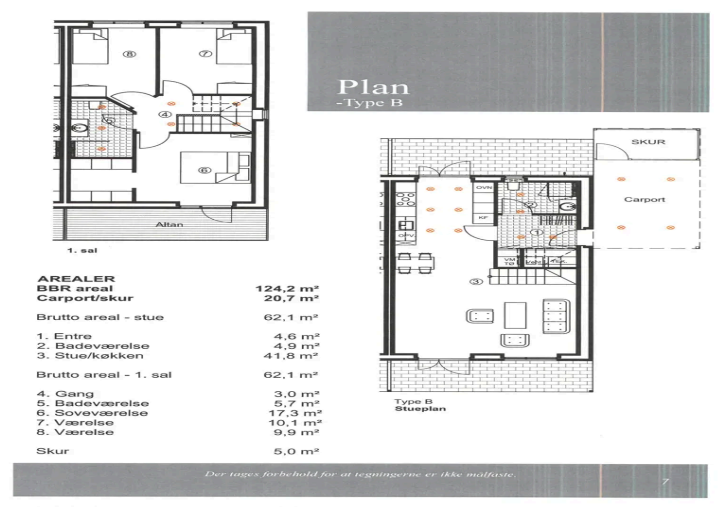 Plan
-Type B
8
7
4
5
6
Altan
1. sal
SKUR
Carport
OVN
KF
2
1
VM
TØ
3
Type B
Stueplan
AREALER
BBR areal 124,2 m²
Carport/skur 20,7 m²
Brutto areal - stue 62,1 m²
1. Entre 4,6 m²
2. Badeværelse 4,9 m²
3. Stue/køkken 41,8 m²
Brutto areal - 1. sal 62,1 m²
4. Gang 3,0 m²
5. Badeværelse 5,7 m²
6. Soveværelse 17,3 m²
7. Værelse 10,1 m²
8. Værelse 9,9 m²
Skur 5,0 m²
Der tages forbehold for at tegningerne er ikke målfaste.
7